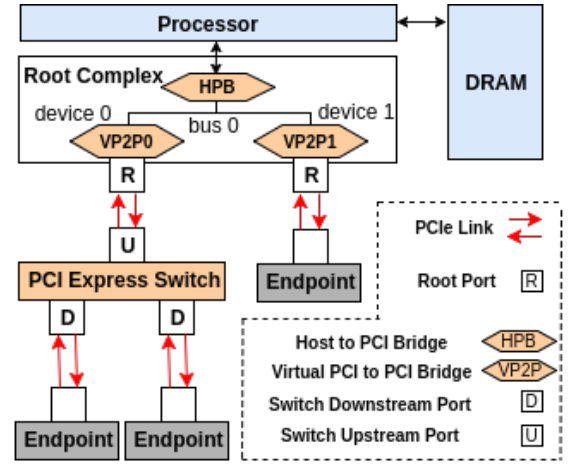 Processor
DRAM
Root Complex
HPB
device 0
device 1
bus 0
VP2P0
VP2P1
R
R
U
PCI Express Switch
Endpoint
D
D
Endpoint
Endpoint
PCIe Link
Root Port
R
Host to PCI Bridge
HPB
Virtual PCI to PCI Bridge
VP2P
Switch Downstream Port
D
Switch Upstream Port
U